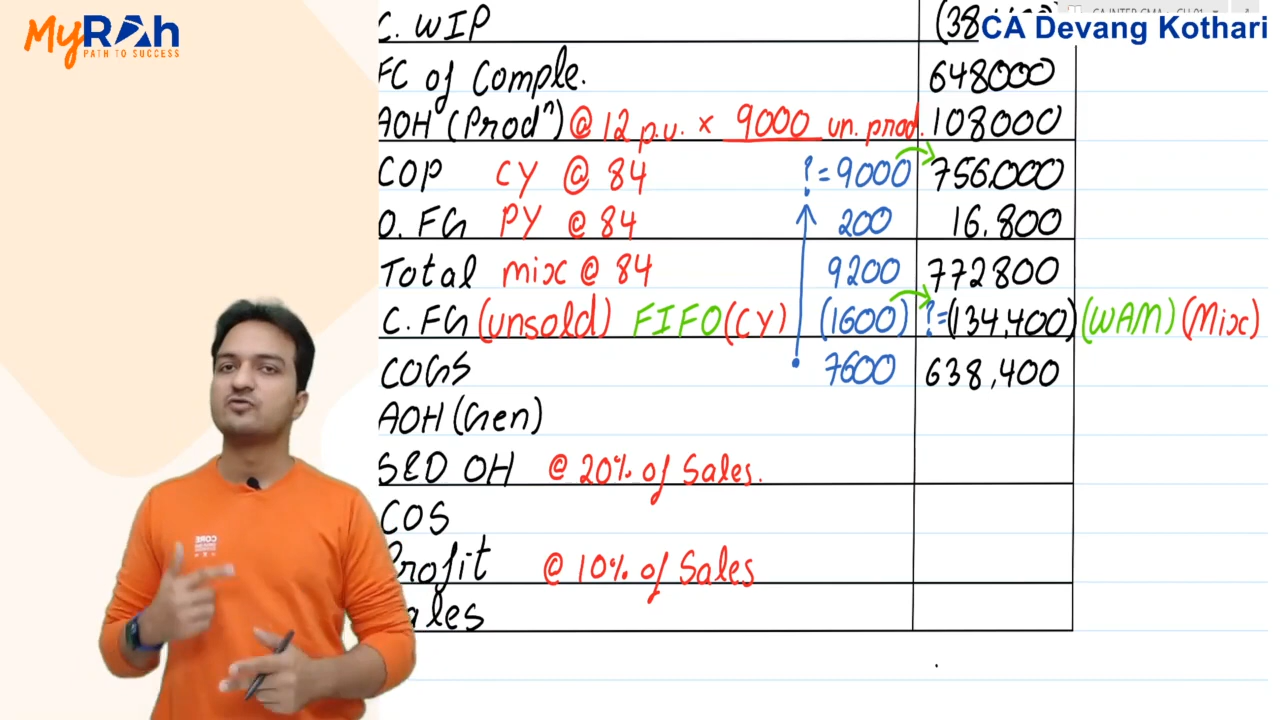 MyRAh
PATH TO SUCCESS
CA Devang Kothari
C. WIP (38
FC of Comple. 648000
AOH (Prodⁿ) @ 12 p.u. × 9000 un. prod. 108000
COP CY @ 84 ? = 9000 756000
O. FG PY @ 84 200 16.800
Total mix @ 84 9200 772800
C. FG (unsold) FIFO (CY) (1600) ? = (134,400) (WAM) (Mix)
COGS 7600 638,400
AOH (Gen)
S&D OH @ 20% of Sales.
COS
Profit @ 10% of Sales
ales